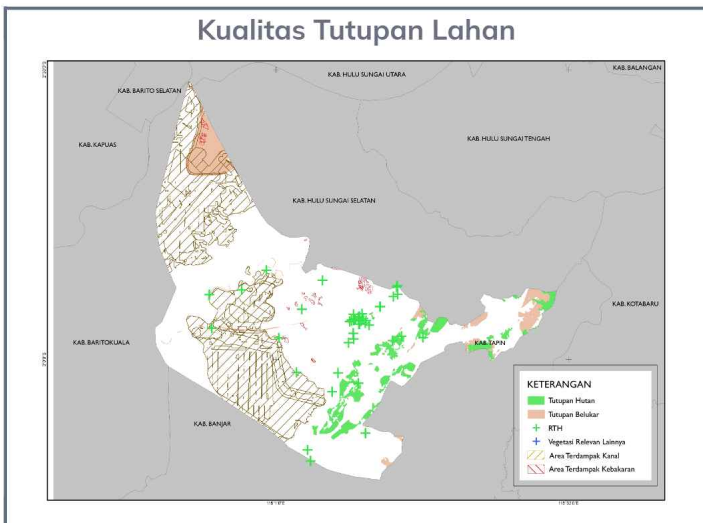 Kualitas Tutupan Lahan
KAB. BALANGAN
KAB. HULU SUNGAI UTARA
KAB. BARITO SELATAN
KAB. HULU SUNGAI TENGAH
KAB. KAPUAS
KAB. HULU SUNGAI SELATAN
KAB. KOTABARU
KAB. BARITOKUALA
KAB. TAPIN
KAB. BANJAR
KETERANGAN
Tutupan Hutan
Tutupan Belukar
RTH
Vegetasi Relevan Lainnya
Area Terdampak Kanal
Area Terdampak Kebakaran